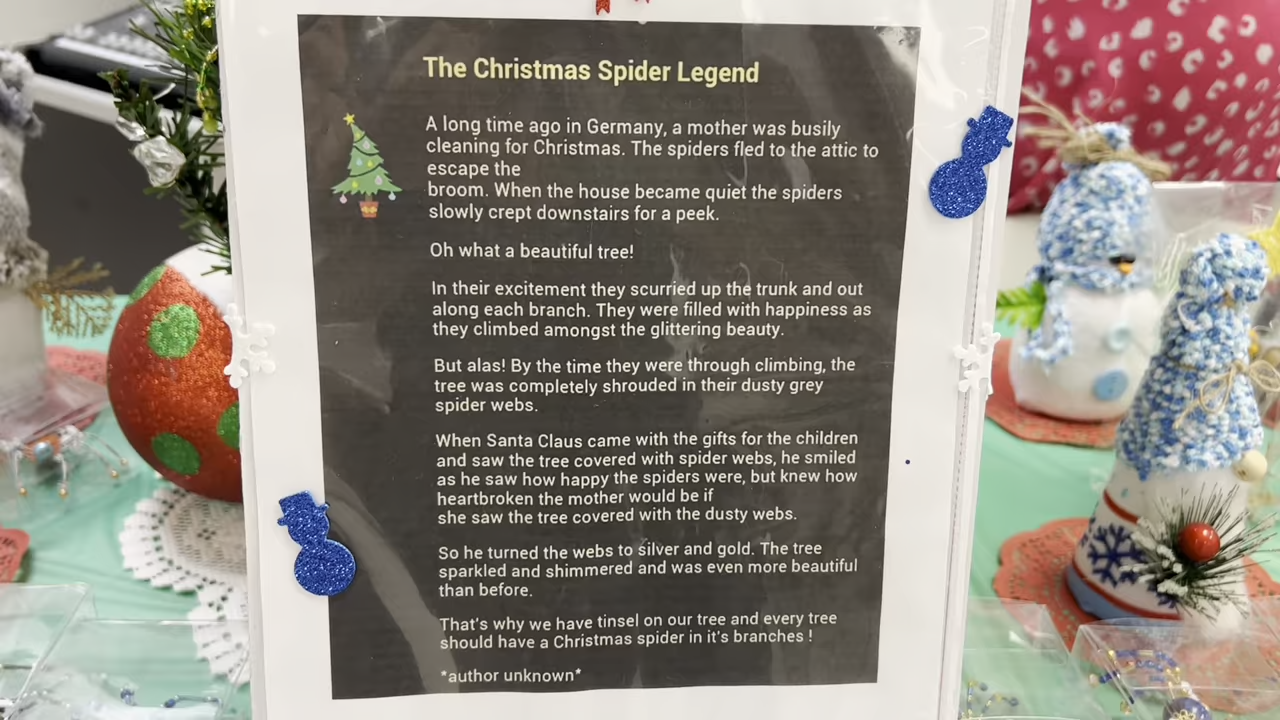 The Christmas Spider Legend
A long time ago in Germany, a mother was busily
cleaning for Christmas. The spiders fled to the attic to
escape the
broom. When the house became quiet the spiders
slowly crept downstairs for a peek.
Oh what a beautiful tree!
In their excitement they scurried up the trunk and out
along each branch. They were filled with happiness as
they climbed amongst the glittering beauty.
But alas! By the time they were through climbing, the
tree was completely shrouded in their dusty grey
spider webs.
When Santa Claus came with the gifts for the children
and saw the tree covered with spider webs, he smiled
as he saw how happy the spiders were, but knew how
heartbroken the mother would be if
she saw the tree covered with the dusty webs.
So he turned the webs to silver and gold. The tree
sparkled and shimmered and was even more beautiful
than before.
That's why we have tinsel on our tree and every tree
should have a Christmas spider in it's branches !
*author unknown*